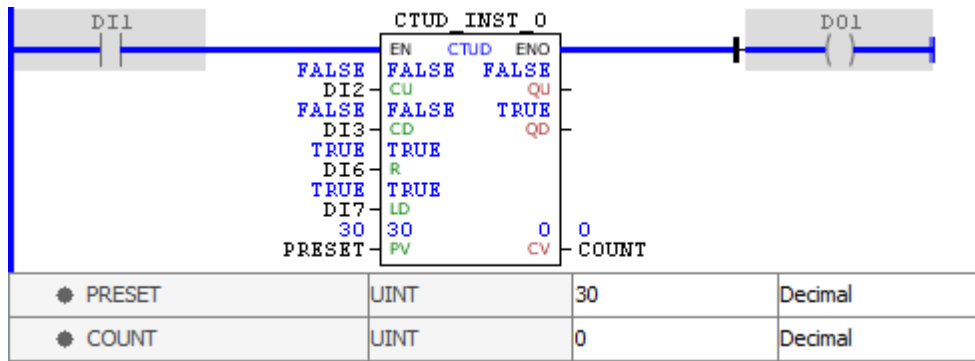 DI1 CTUD_INST_0 DO1
EN CTUD ENO
FALSE FALSE FALSE
DI2 CU QU
FALSE FALSE TRUE
DI3 CD QD
TRUE TRUE
DI6 R
TRUE TRUE
DI7 LD
30 30 0 0
PRESET PV CV COUNT
PRESET UINT 30 Decimal
COUNT UINT 0 Decimal